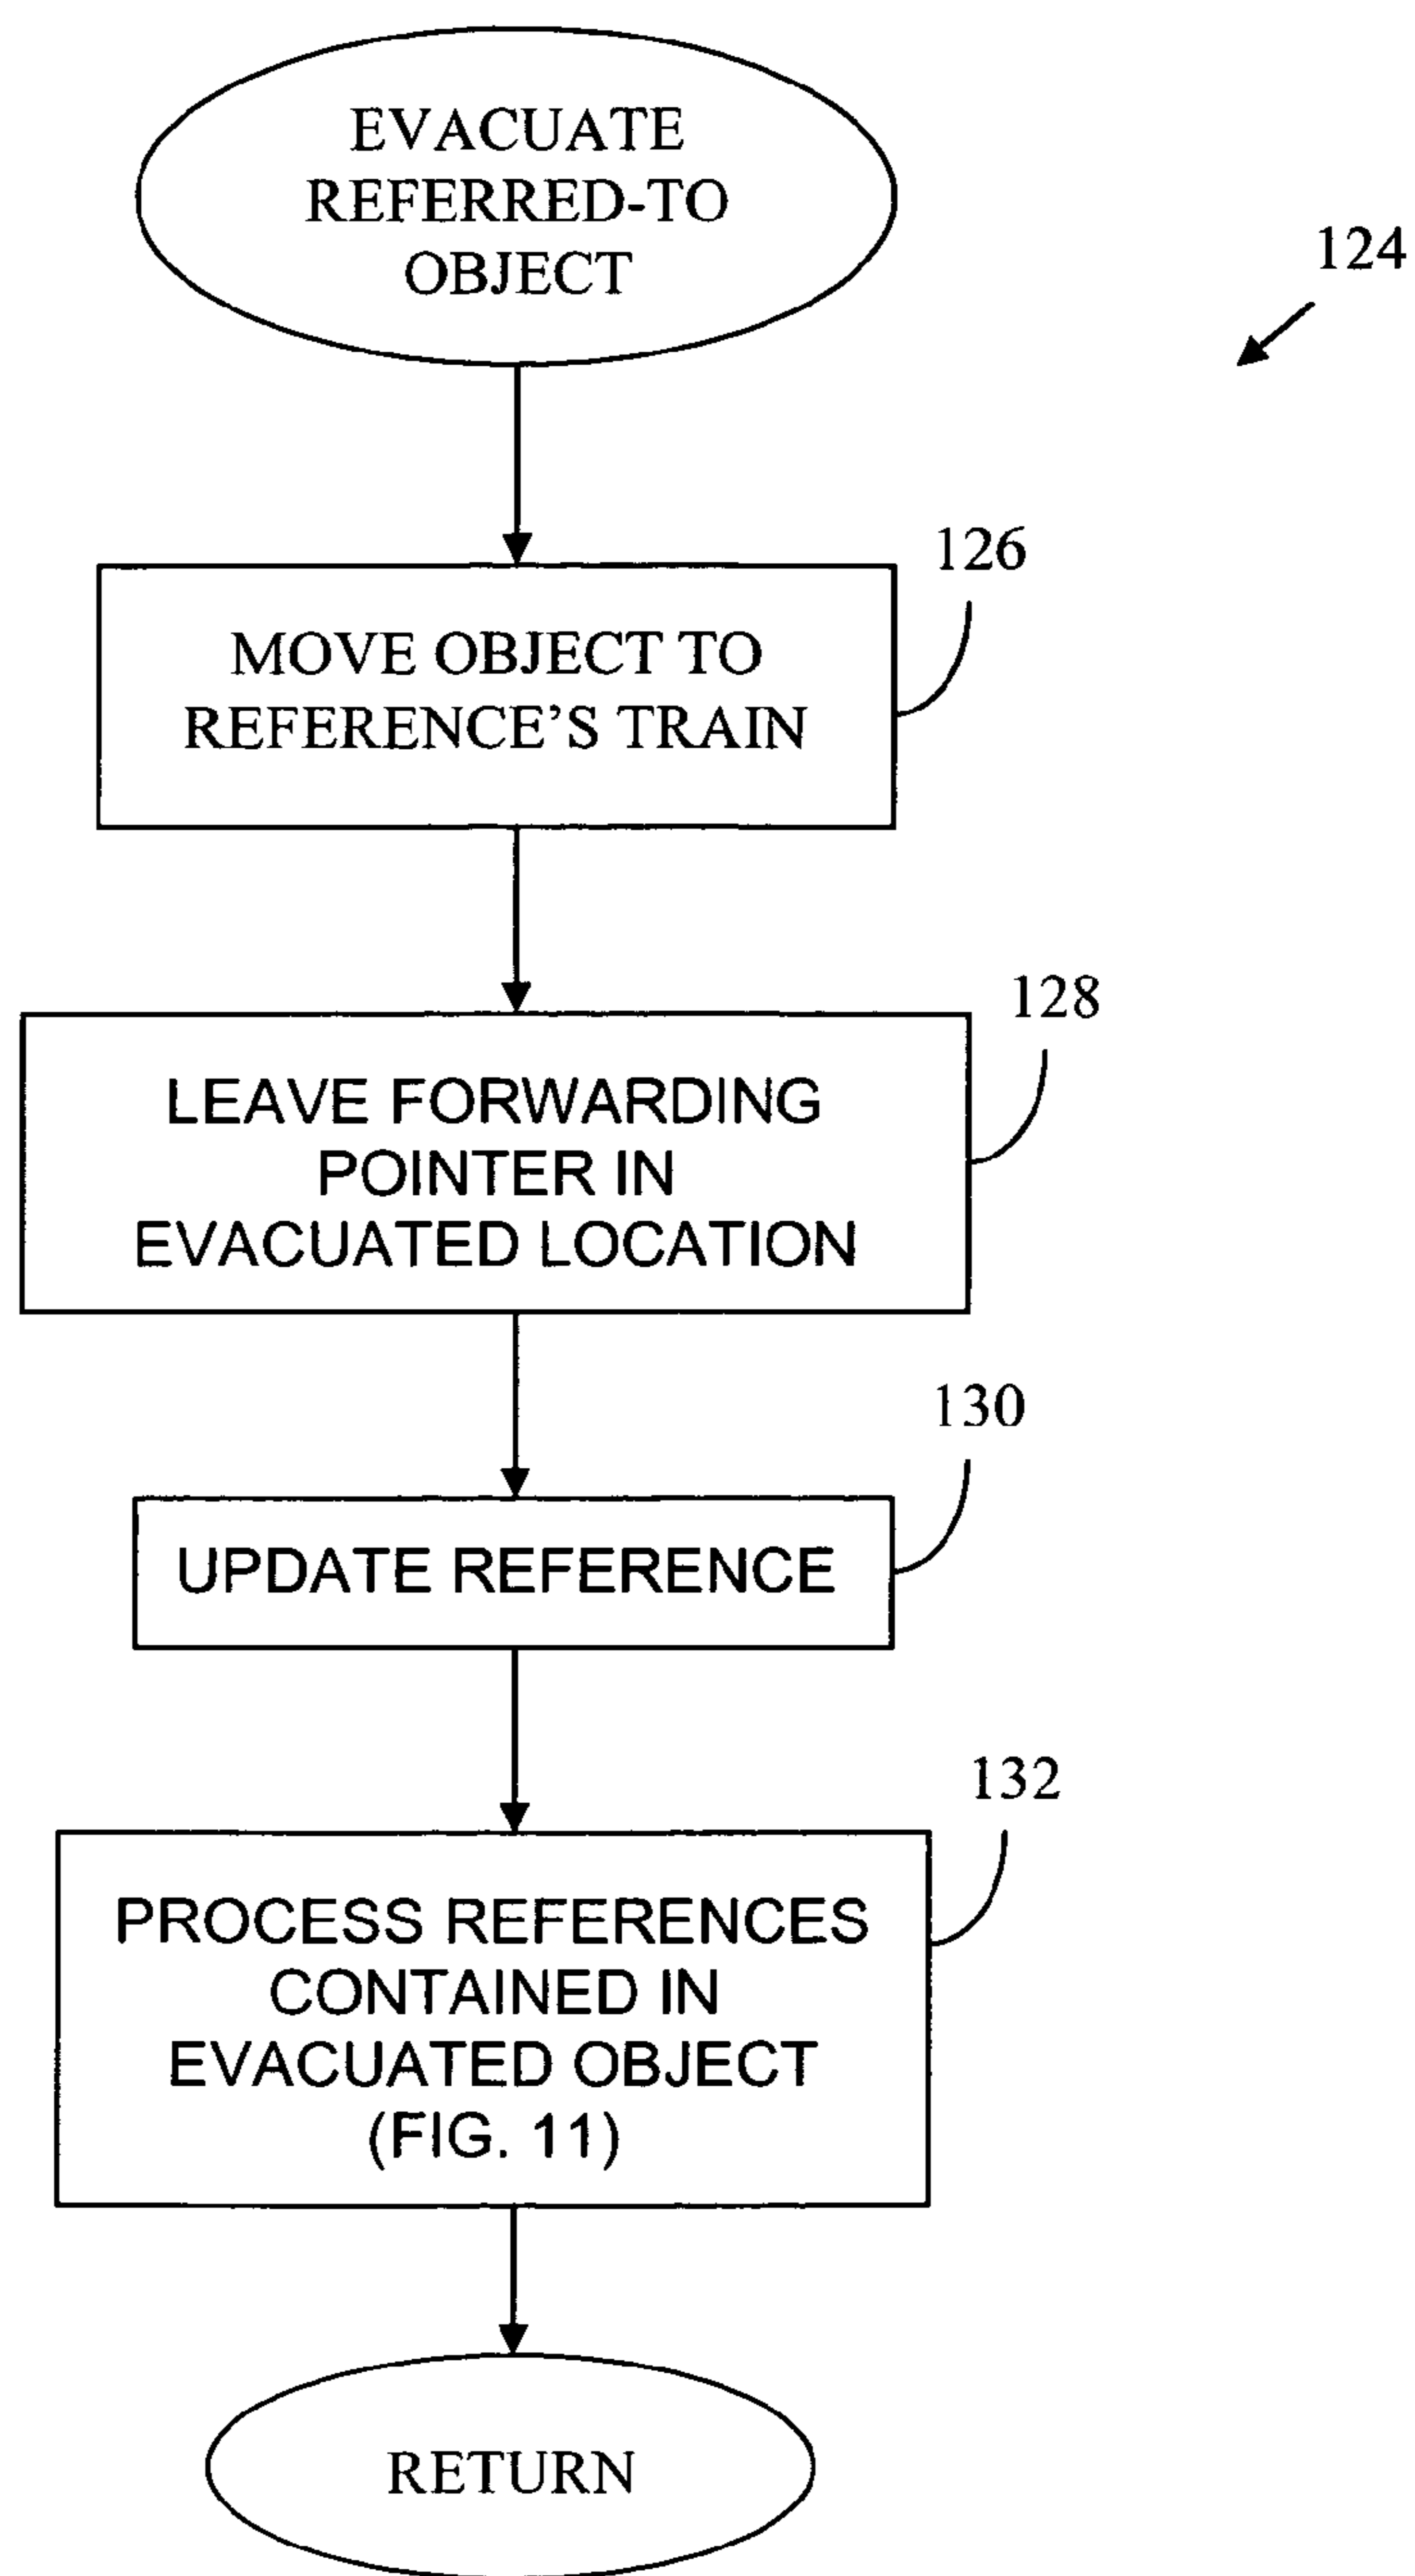 EVACUATE
REFERRED-TO
OBJECT
124
126
MOVE OBJECT TO
REFERENCE’S TRAIN
128
LEAVE FORWARDING
POINTER IN
EVACUATED LOCATION
130
UPDATE REFERENCE
132
PROCESS REFERENCES
CONTAINED IN
EVACUATED OBJECT
(FIG. 11)
RETURN